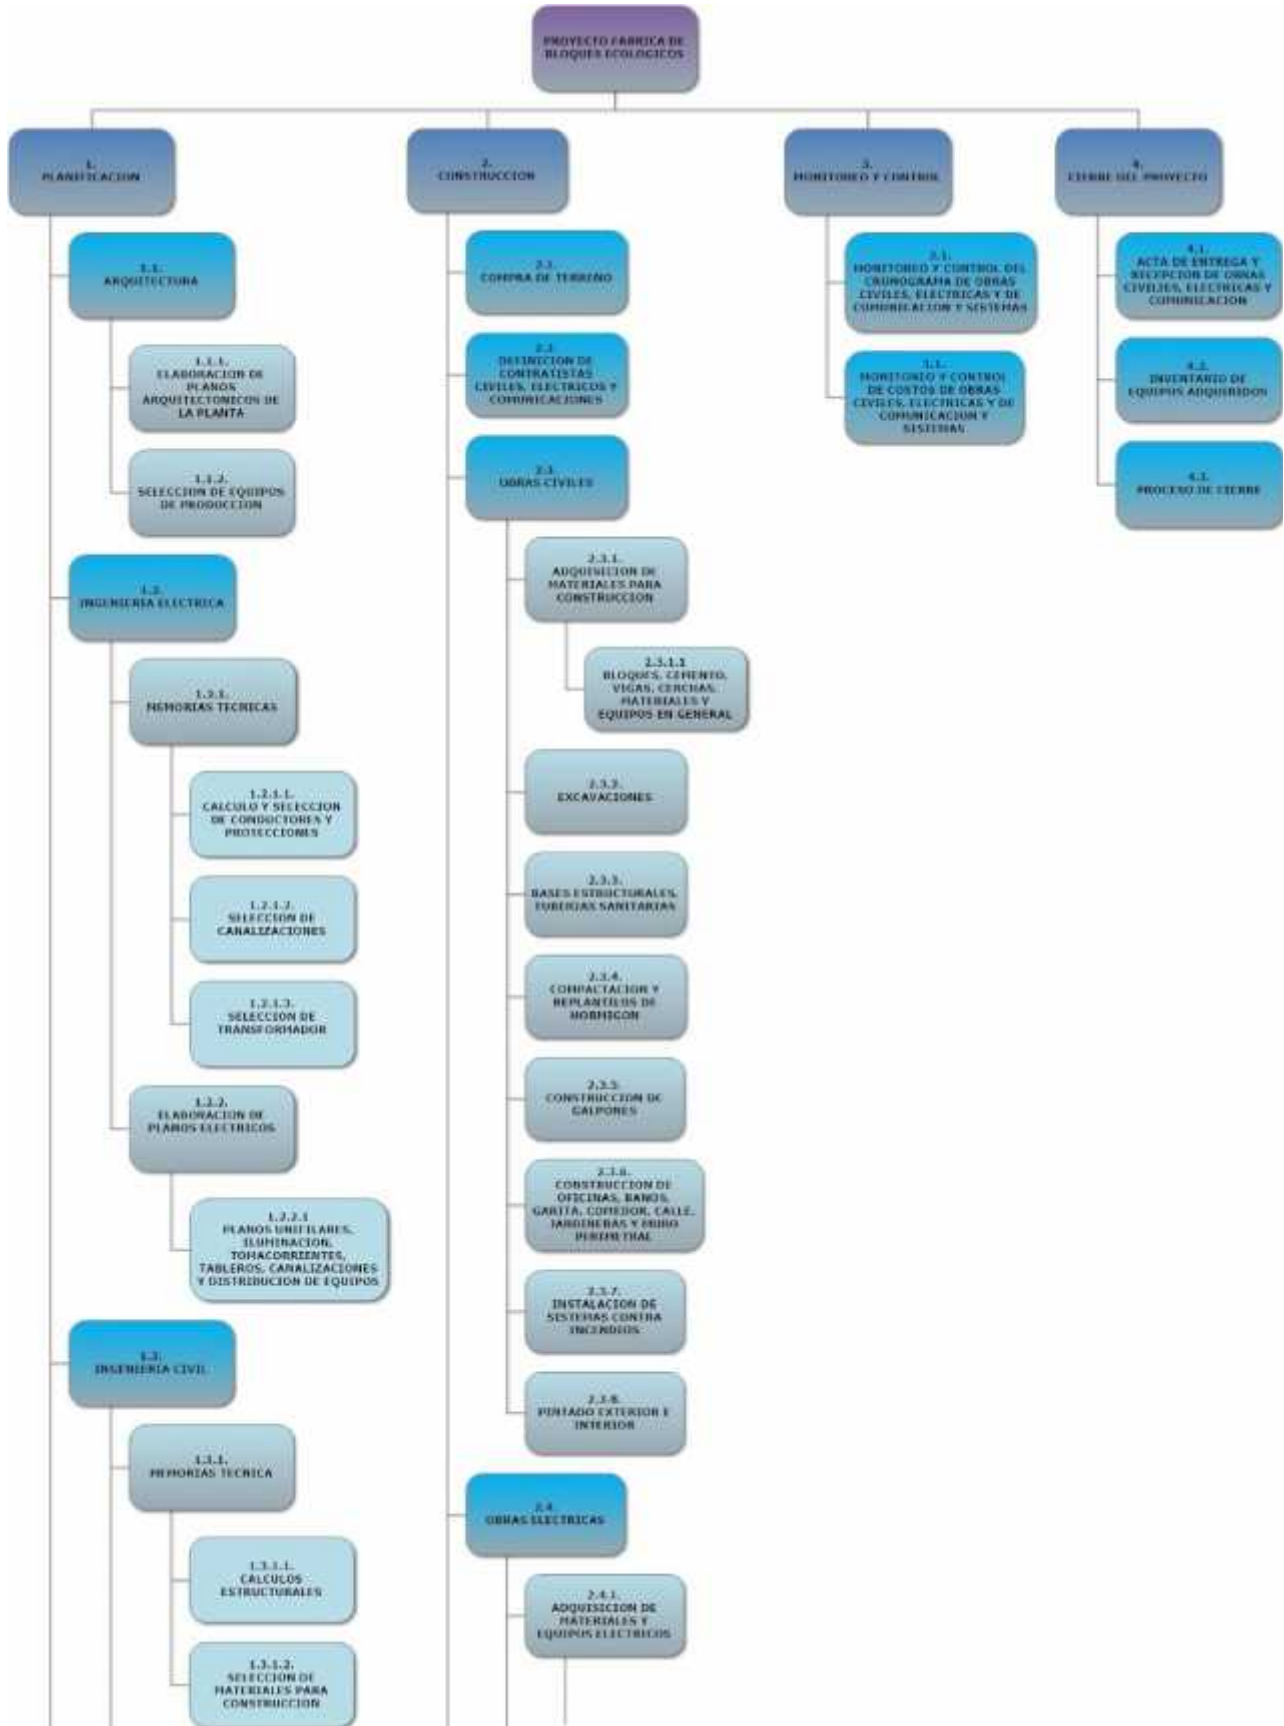 PROYECTO FABRICA DE
BLOQUES ECOLOGICOS
1.
PLANIFICACION
1.1.
ARQUITECTURA
1.1.1.
ELABORACION DE
PLANOS
ARQUITECTONICOS DE
LA PLANTA
1.1.2.
SELECCION DE EQUIPOS
DE PRODUCCION
1.2.
INGENIERIA ELECTRICA
1.2.1.
MEMORIAS TECNICAS
1.2.1.1.
CALCULO Y SELECCION
DE CONDUCTORES Y
PROTECCIONES
1.2.1.2.
SELECCION DE
CANALIZACIONES
1.2.1.3.
SELECCION DE
TRANSFORMADOR
1.2.2.
ELABORACION DE
PLANOS ELECTRICOS
1.2.2.1
PLANOS UNIFILARES,
ILUMINACION,
TOMACORRIENTES,
TABLEROS, CANALIZACIONES
Y DISTRIBUCION DE EQUIPOS
1.3.
INGENIERIA CIVIL
1.3.1.
MEMORIAS TECNICA
1.3.1.1.
CALCULOS
ESTRUCTURALES
1.3.1.2.
SELECCION DE
MATERIALES PARA
CONSTRUCCION
2.
CONSTRUCCION
2.1.
COMPRA DE TERRENO
2.2.
DEFINICION DE
CONTRATISTAS
CIVILES, ELECTRICOS Y
COMUNICACIONES
2.3.
OBRAS CIVILES
2.3.1.
ADQUISICION DE
MATERIALES PARA
CONSTRUCCION
2.3.1.1
BLOQUES, CEMENTO,
VIGAS, CERCHAS,
MATERIALES Y
EQUIPOS EN GENERAL
2.3.2.
EXCAVACIONES
2.3.3.
BASES ESTRUCTURALES,
TUBERIAS SANITARIAS
2.3.4.
COMPACTACION Y
REPLANTILOS DE
HORMIGON
2.3.5.
CONSTRUCCION DE
GALPONES
2.3.6.
CONSTRUCCION DE
OFICINAS, BANOS,
GARITA, COMEDOR, CALLE,
JARDINERAS Y MURO
PERIMETRAL
2.3.7.
INSTALACION DE
SISTEMAS CONTRA
INCENDIOS
2.3.8.
PINTADO EXTERIOR E
INTERIOR
2.4.
OBRAS ELECTRICAS
2.4.1.
ADQUISICION DE
MATERIALES Y
EQUIPOS ELECTRICOS
3.
MONITOREO Y CONTROL
3.1.
MONITOREO Y CONTROL DEL
CRONOGRAMA DE OBRAS
CIVILES, ELECTRICAS Y DE
COMUNICACION Y SISTEMAS
3.1.
MONITOREO Y CONTROL
DE COSTOS DE OBRAS
CIVILES, ELECTRICAS Y DE
COMUNICACION Y
SISTEMAS
4.
CIERRE DEL PROYECTO
4.1.
ACTA DE ENTREGA Y
RECEPCION DE OBRAS
CIVILIES, ELECTRICAS Y
COMUNICACION
4.2.
INVENTARIO DE
EQUIPOS ADQUIRIDOS
4.3.
PROCESO DE CIERRE